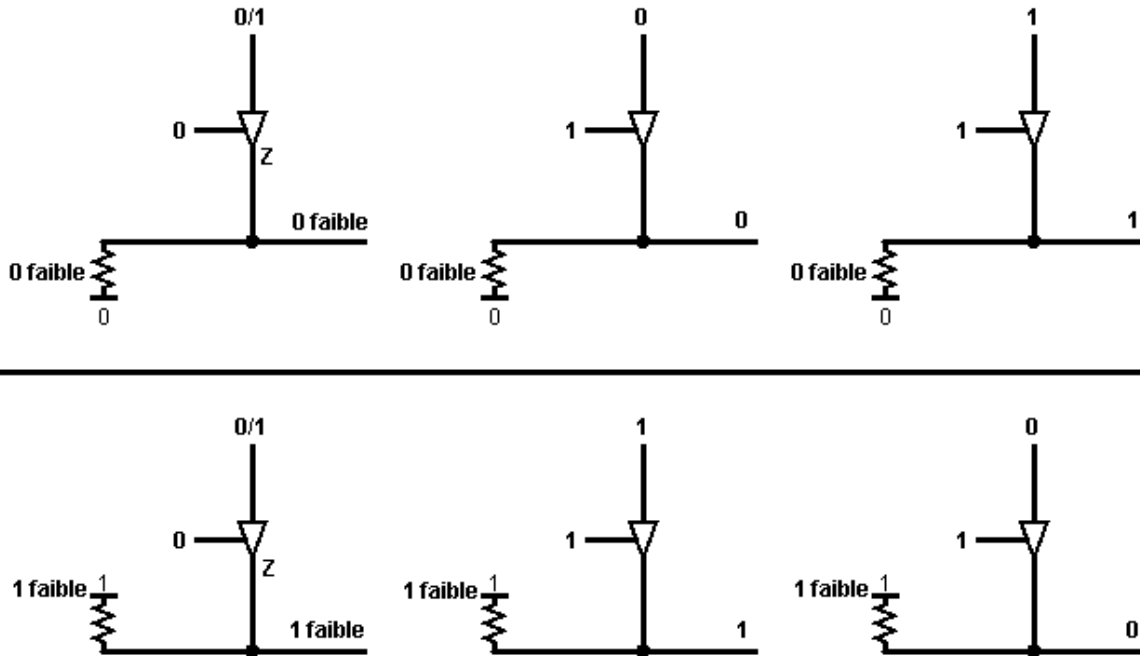 0/1 0 1
0 1 1
Z
0 faible 0 1
0 faible 0 faible 0 faible
0 0 0
0/1 1 0
0 1 1
Z
1 faible 1 1 faible 1 1 faible 1
1 faible 1 0